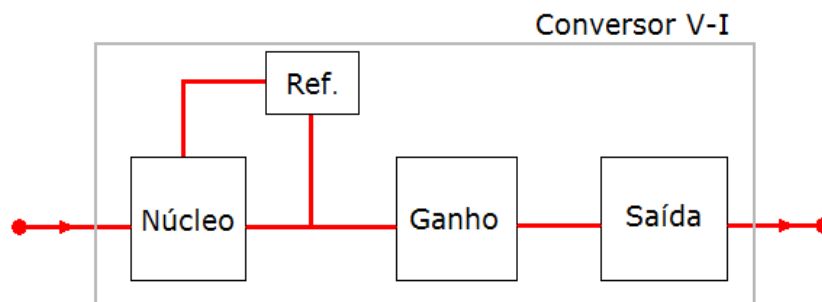 Conversor V-I
Ref.
Núcleo
Ganho
Saída